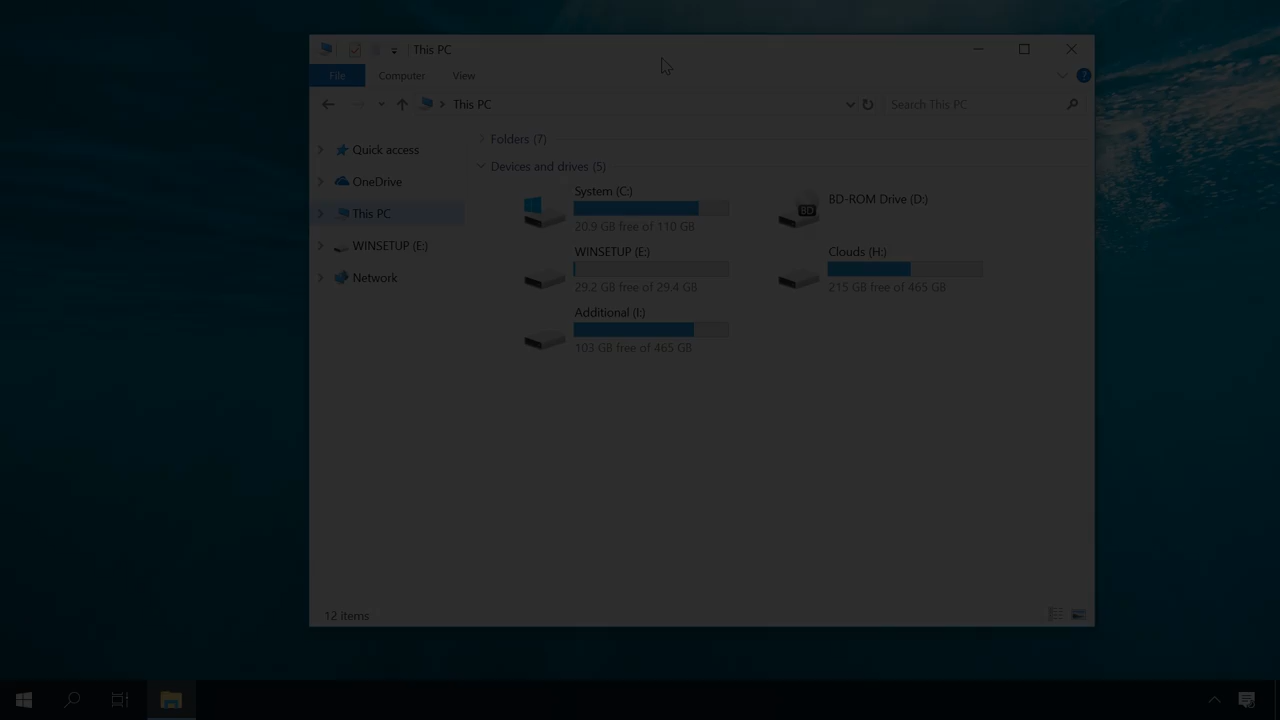 This PC
File Computer View
This PC
Search This PC
Quick access
OneDrive
This PC
WINSETUP (E:)
Network
Folders (7)
Devices and drives (5)
System (C:)
20.9 GB free of 110 GB
BD
BD-ROM Drive (D:)
WINSETUP (E:)
29.2 GB free of 29.4 GB
Clouds (H:)
215 GB free of 465 GB
Additional (I:)
103 GB free of 465 GB
12 items